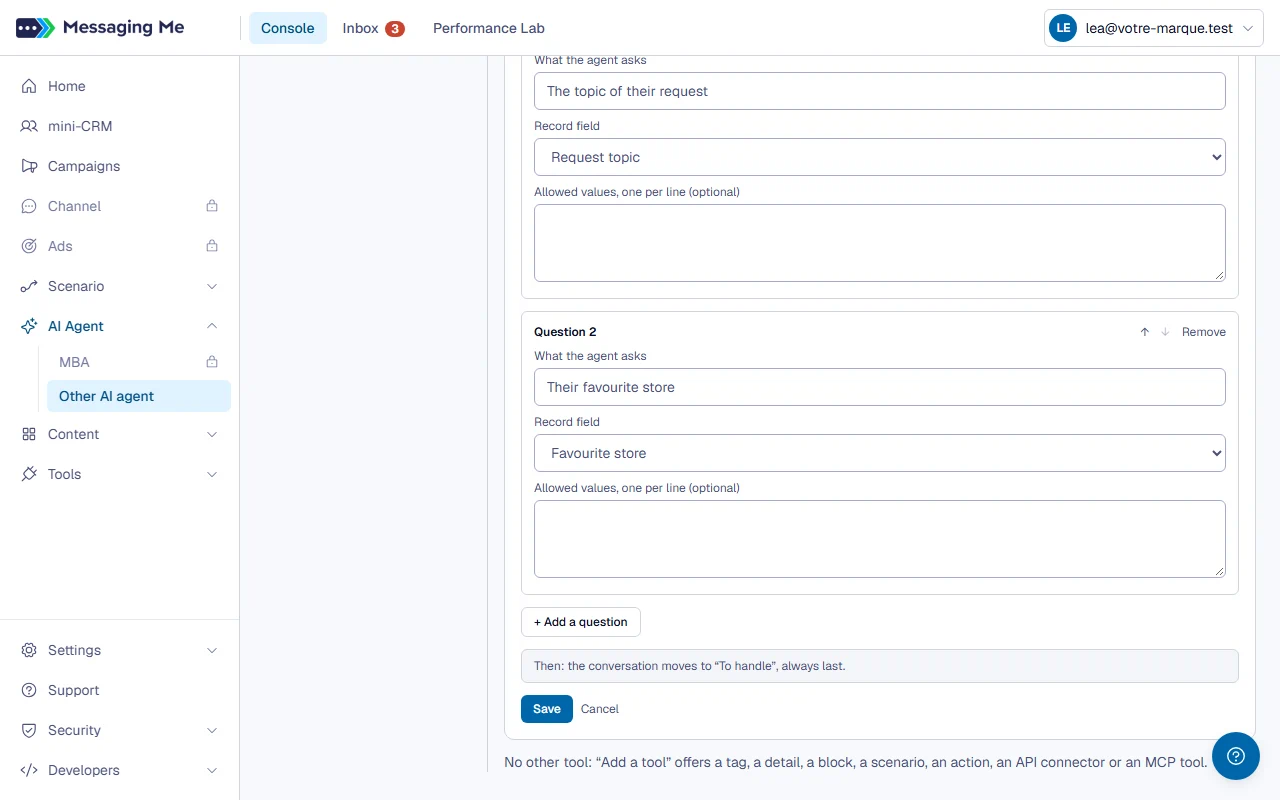 Messaging Me
Console
Inbox 3
Performance Lab
LE lea@votre-marque.test
Home
mini-CRM
Campaigns
Channel
Ads
Scenario
AI Agent
MBA
Other AI agent
Content
Tools
Settings
Support
Security
Developers
What the agent asks
The topic of their request
Record field
Request topic
Allowed values, one per line (optional)
Question 2
Remove
What the agent asks
Their favourite store
Record field
Favourite store
Allowed values, one per line (optional)
+ Add a question
Then: the conversation moves to “To handle”, always last.
Save Cancel
No other tool: “Add a tool” offers a tag, a detail, a block, a scenario, an action, an API connector or an MCP tool.